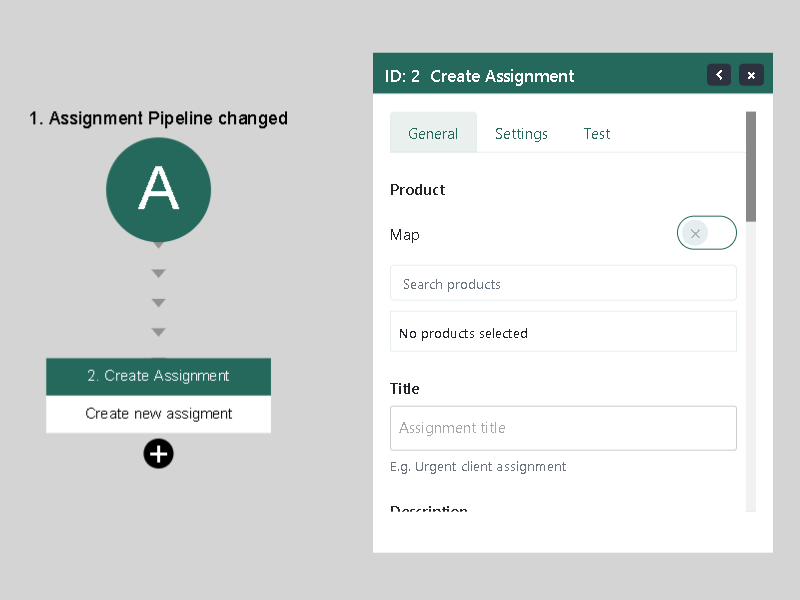 1. Assignment Pipeline changed
A
2. Create Assignment
Create new assigment
ID: 2 Create Assignment
General Settings Test
Product
Map
Search products
No products selected
Title
Assignment title
E.g. Urgent client assignment
Description